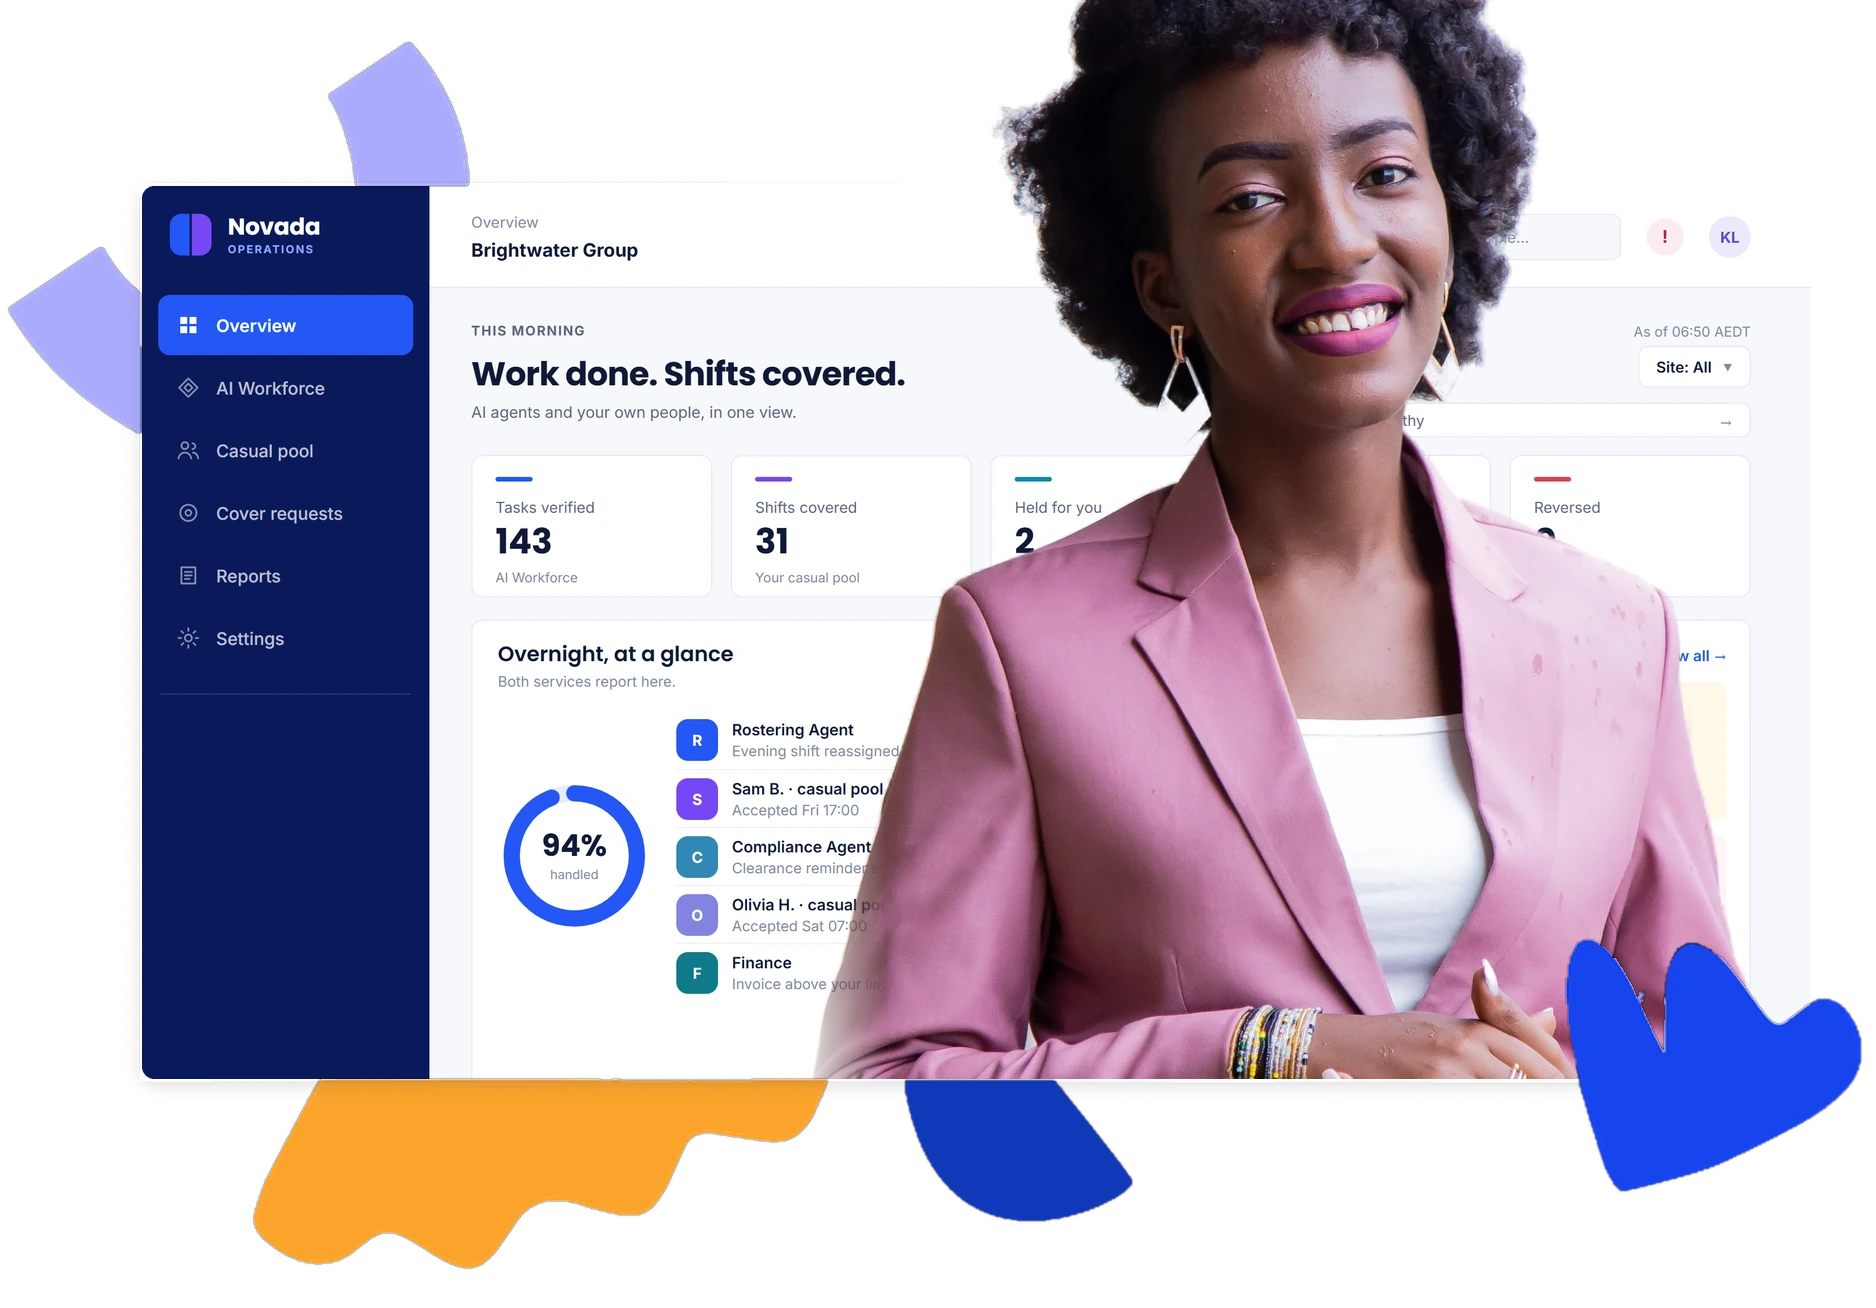 Novada
OPERATIONS
Overview
AI Workforce
Casual pool
Cover requests
Reports
Settings
Overview
Brightwater Group
!
KL
THIS MORNING
Work done. Shifts covered.
AI agents and your own people, in one view.
As of 06:50 AEDT
Site: All ▼
→
Tasks verified
143
AI Workforce
Shifts covered
31
Your casual pool
Held for you
2
Reversed
Overnight, at a glance
Both services report here.
all →
94%
handled
R
Rostering Agent
Evening shift reassigned
S
Sam B. · casual pool
Accepted Fri 17:00
C
Compliance Agent
Clearance reminder
O
Olivia H. · casual
Accepted Sat 07:00
F
Finance
Invoice above your